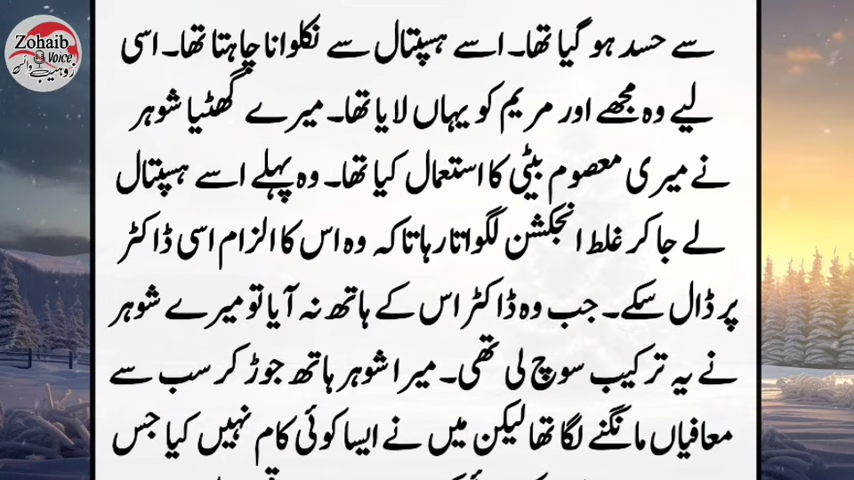 Zohaib
Voice
زوہیب وائس
سے حسد ہو گیا تھا۔ اسے ہسپتال سے نکلوانا چاہتا تھا۔ اسی
لیے وہ مجھے اور مریم کو یہاں لایا تھا۔ میرے گھٹیا شوہر
نے میری معصوم بیٹی کا استعمال کیا تھا۔ وہ پہلے اسے ہسپتال
لے جا کر غلط انجکشن لگواتا رہا تاکہ وہ اس کا الزام اسی ڈاکٹر
پر ڈال سکے۔ جب وہ ڈاکٹر اس کے ہاتھ نہ آیا تو میرے شوہر
نے یہ ترکیب سوچ لی تھی۔ میرا شوہر ہاتھ جوڑ کر سب سے
معافیاں مانگنے لگا تھا لیکن میں نے ایسا کوئی کام نہیں کیا جس